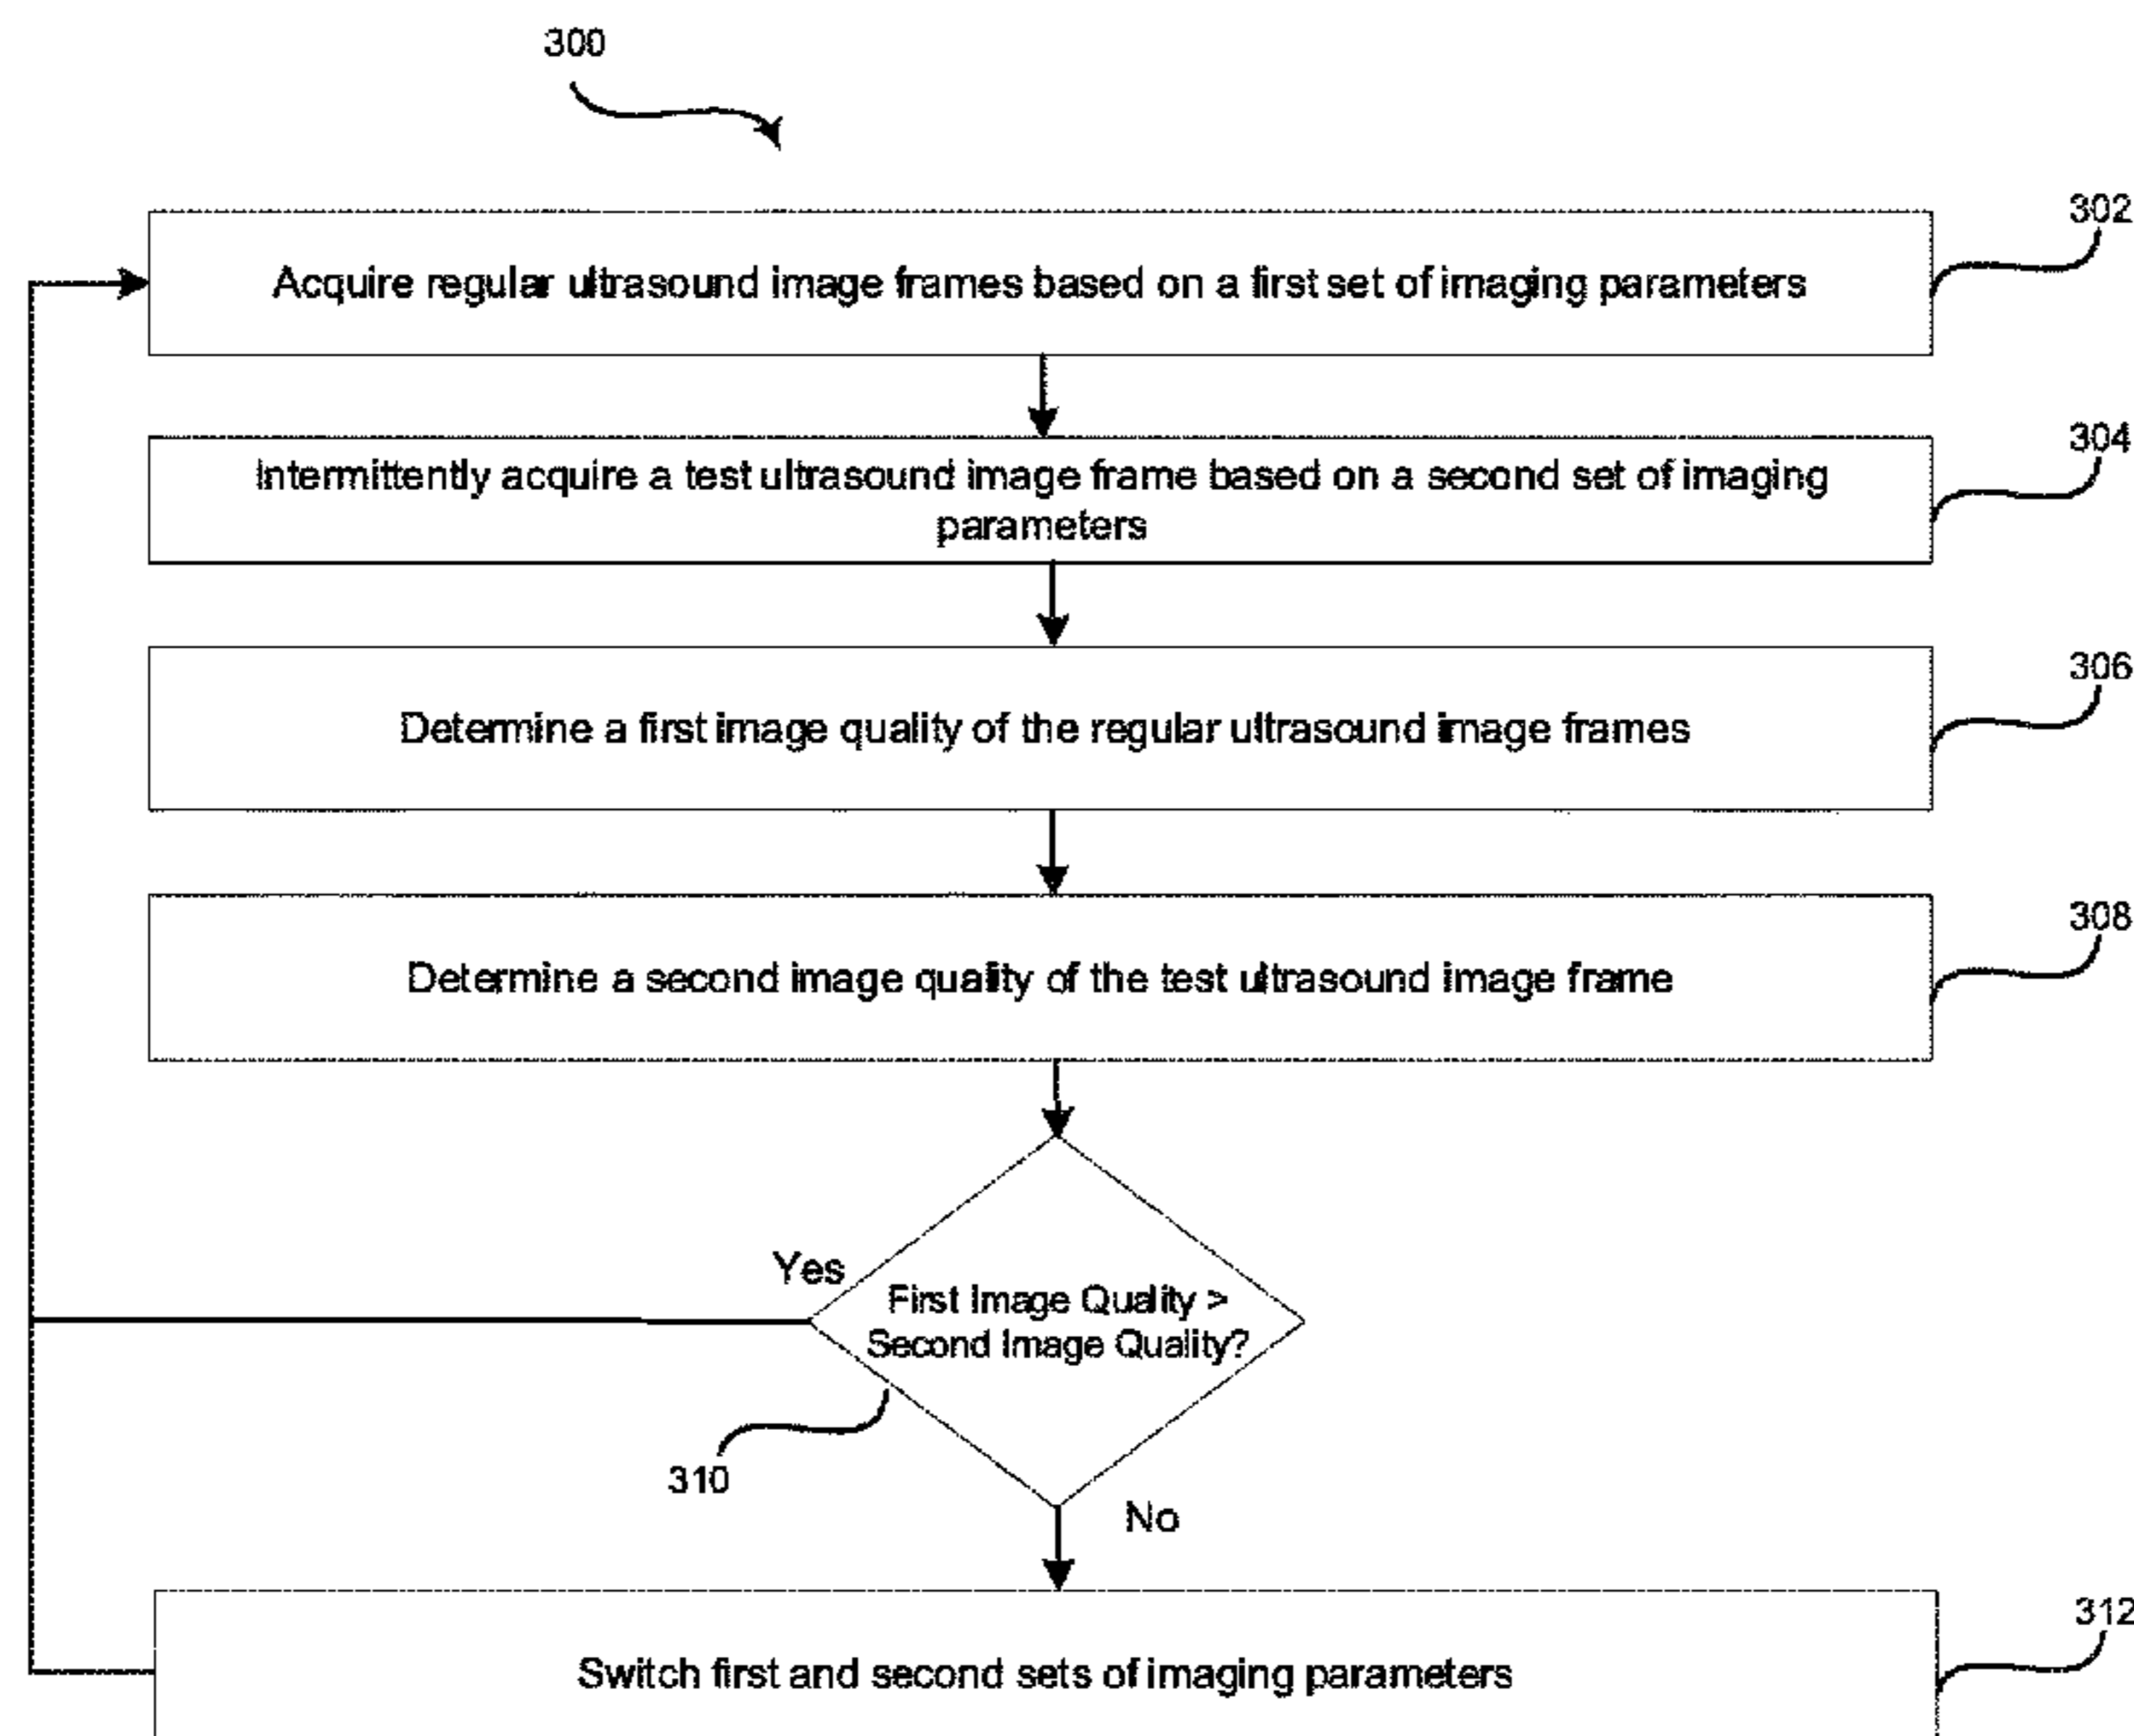 300
302
Acquire regular ultrasound image frames based on a first set of imaging parameters
304
Intermittently acquire a test ultrasound image frame based on a second set of imaging
parameters
306
Determine a first image quality of the regular ultrasound image frames
308
Determine a second image quality of the test ultrasound image frame
Yes
First Image Quality >
Second Image Quality?
310
No
312
Switch first and second sets of imaging parameters